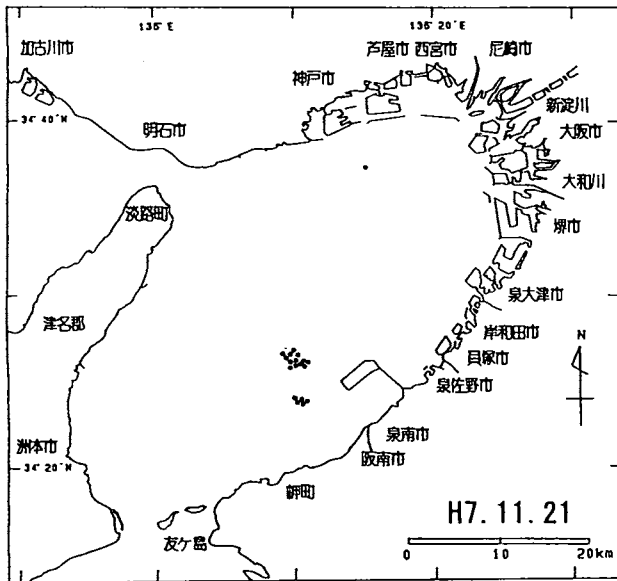 135°E
135°20'E
加古川市
芦屋市
西宮市
尼崎市
神戸市
新淀川
34°40'N
明石市
大阪市
大和川
淡路町
堺市
泉大津市
津名郡
岸和田市
N
貝塚市
泉佐野市
泉南市
洲本市
阪南市
34°20'N
岬町
H7.11.21
友ケ島
0 10 20km